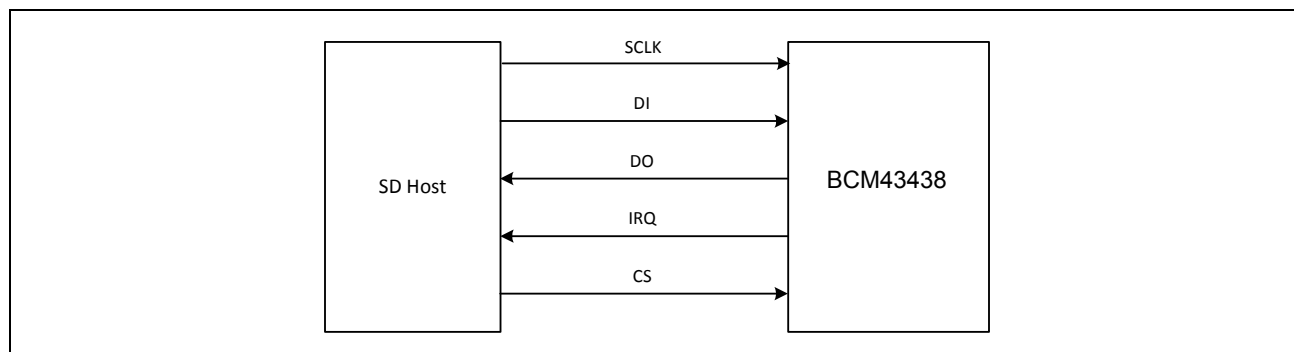 SCLK
DI
SD Host
DO
BCM43438
IRQ
CS